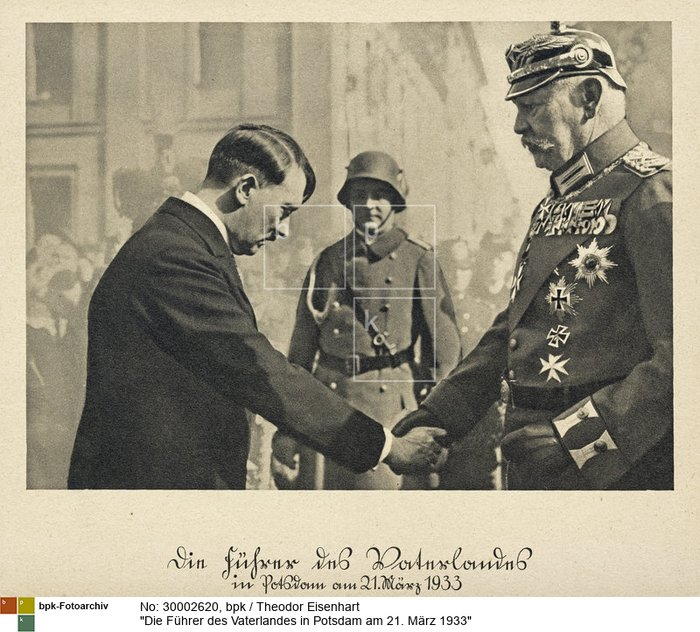 k
Die Führer des Vaterlandes
in Potsdam am 21. März 1933
b p
k
bpk-Fotoarchiv
No: 30002620, bpk / Theodor Eisenhart
"Die Führer des Vaterlandes in Potsdam am 21. März 1933"